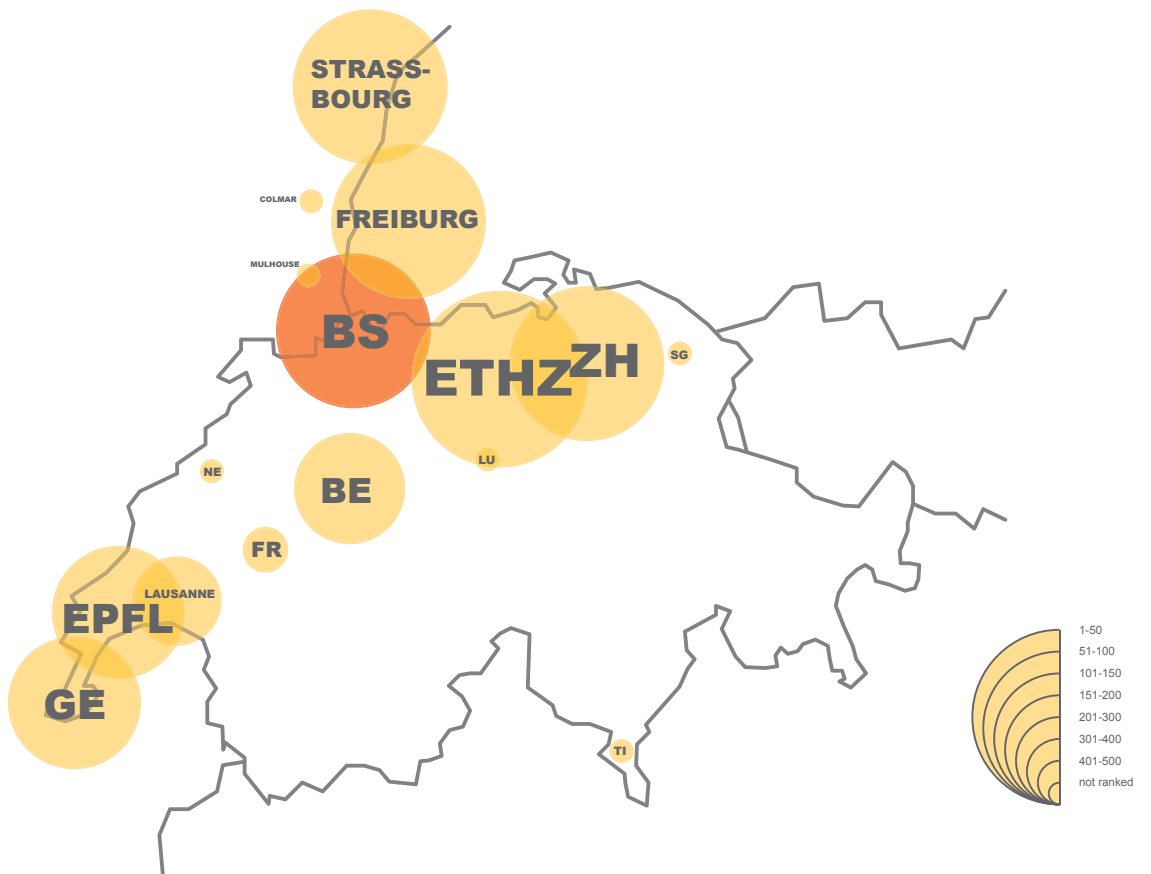 STRASS-
BOURG
COLMAR
FREIBURG
MULHOUSE
BS
ETHZ
ZH
SG
LU
NE
BE
FR
LAUSANNE
EPFL
GE
TI
1-50
51-100
101-150
151-200
201-300
301-400
401-500
not ranked